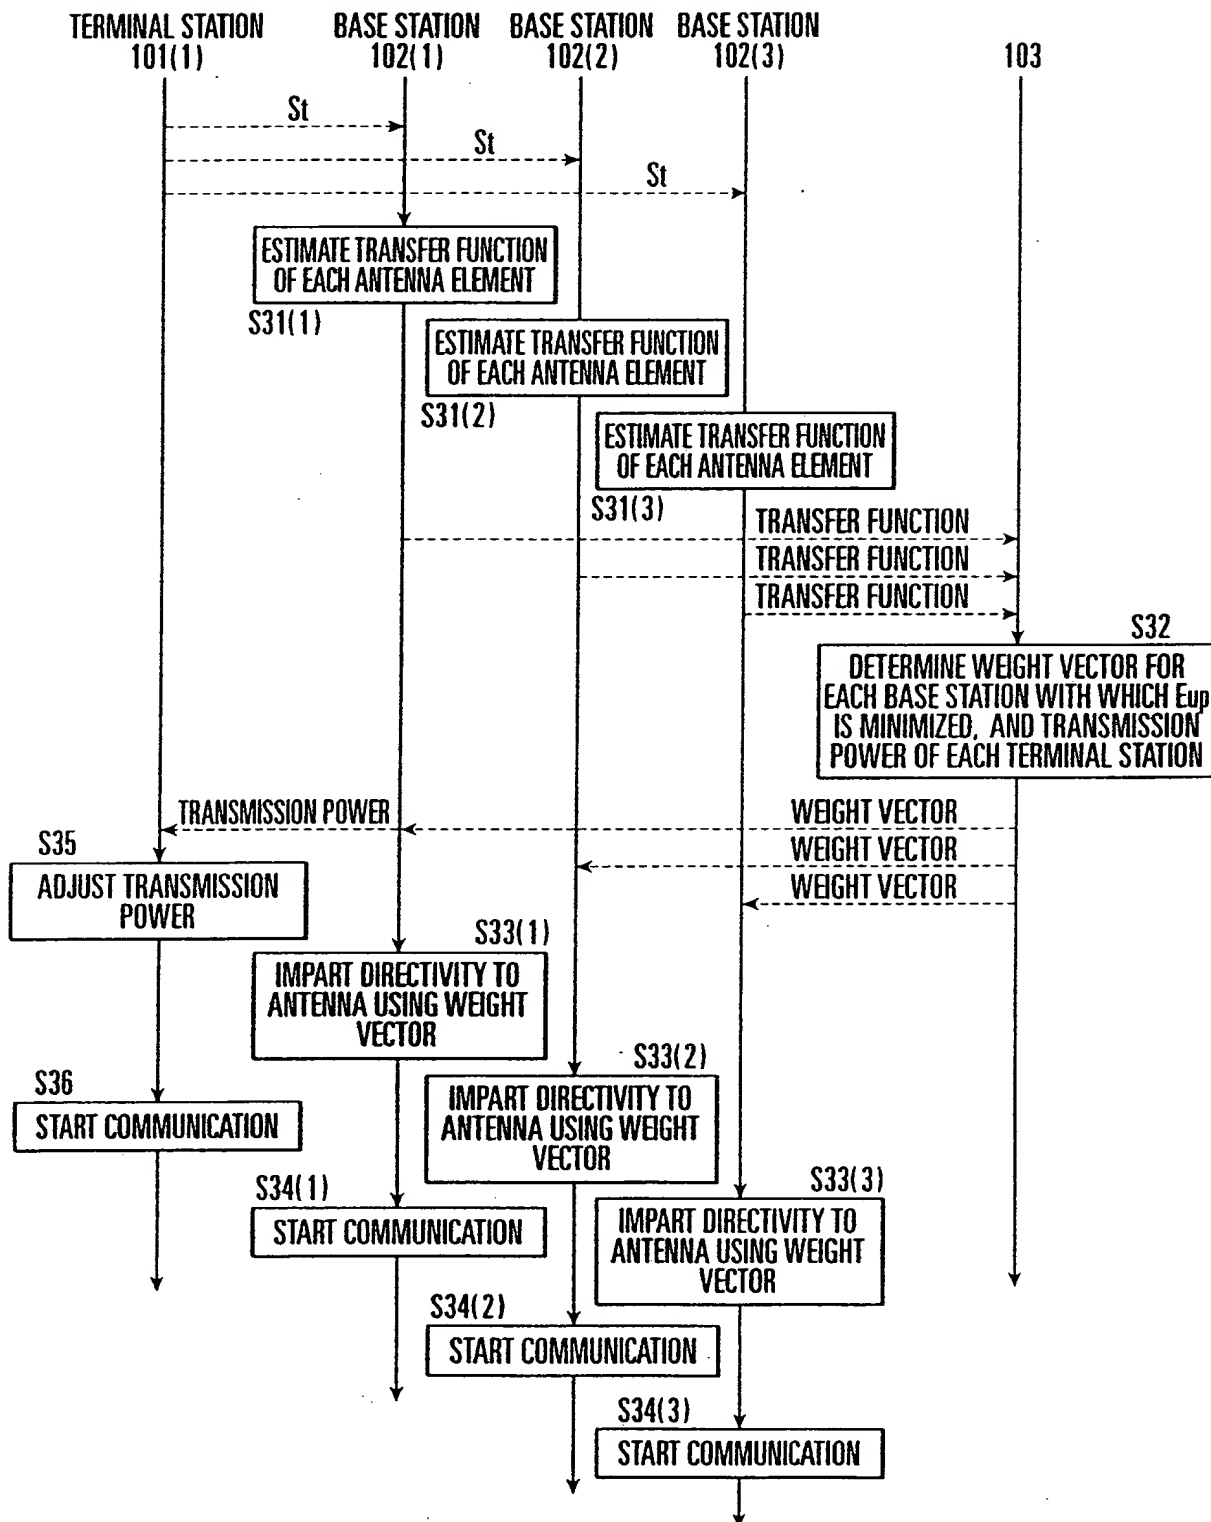 TERMINAL STATION
101(1)
BASE STATION
102(1)
BASE STATION
102(2)
BASE STATION
102(3)
103
St
St
St
ESTIMATE TRANSFER FUNCTION
OF EACH ANTENNA ELEMENT
S31(1)
ESTIMATE TRANSFER FUNCTION
OF EACH ANTENNA ELEMENT
S31(2)
ESTIMATE TRANSFER FUNCTION
OF EACH ANTENNA ELEMENT
S31(3)
TRANSFER FUNCTION
TRANSFER FUNCTION
TRANSFER FUNCTION
S32
DETERMINE WEIGHT VECTOR FOR
EACH BASE STATION WITH WHICH Eup
IS MINIMIZED, AND TRANSMISSION
POWER OF EACH TERMINAL STATION
TRANSMISSION POWER
WEIGHT VECTOR
WEIGHT VECTOR
WEIGHT VECTOR
S35
ADJUST TRANSMISSION
POWER
S33(1)
IMPART DIRECTIVITY TO
ANTENNA USING WEIGHT
VECTOR
S36
START COMMUNICATION
S33(2)
IMPART DIRECTIVITY TO
ANTENNA USING WEIGHT
VECTOR
S34(1)
START COMMUNICATION
S33(3)
IMPART DIRECTIVITY TO
ANTENNA USING WEIGHT
VECTOR
S34(2)
START COMMUNICATION
S34(3)
START COMMUNICATION